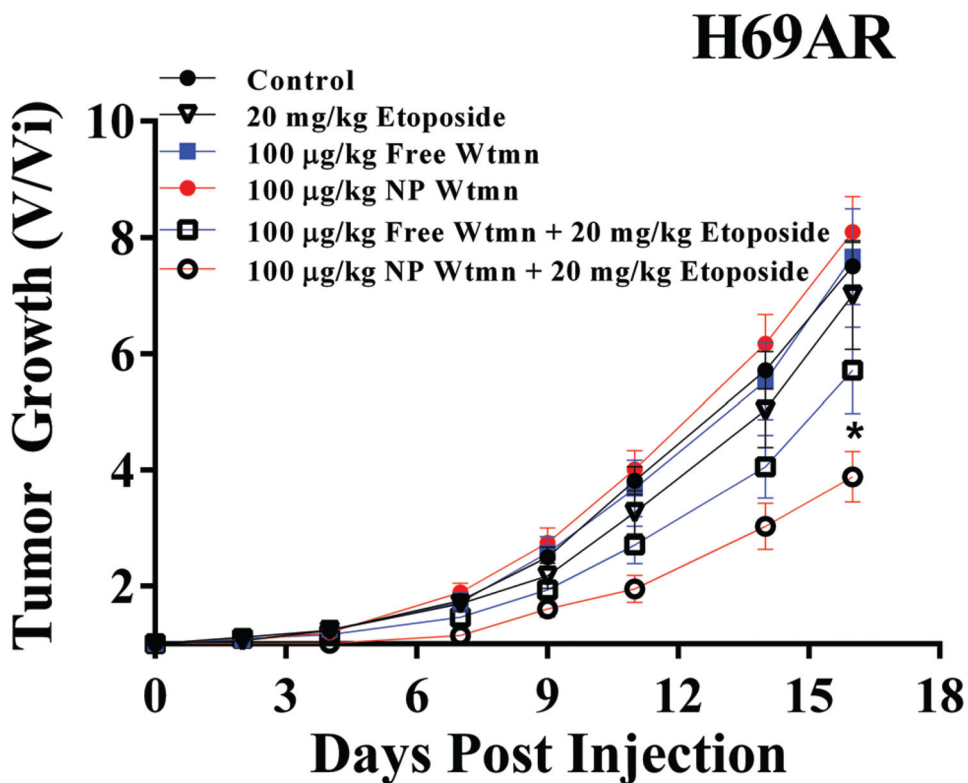 H69AR
Control
20 mg/kg Etoposide
100 μg/kg Free Wtmn
100 μg/kg NP Wtmn
100 μg/kg Free Wtmn + 20 mg/kg Etoposide
100 μg/kg NP Wtmn + 20 mg/kg Etoposide
Tumor Growth (V/Vi)
10
8
6
4
2
*
0 3 6 9 12 15 18
Days Post Injection